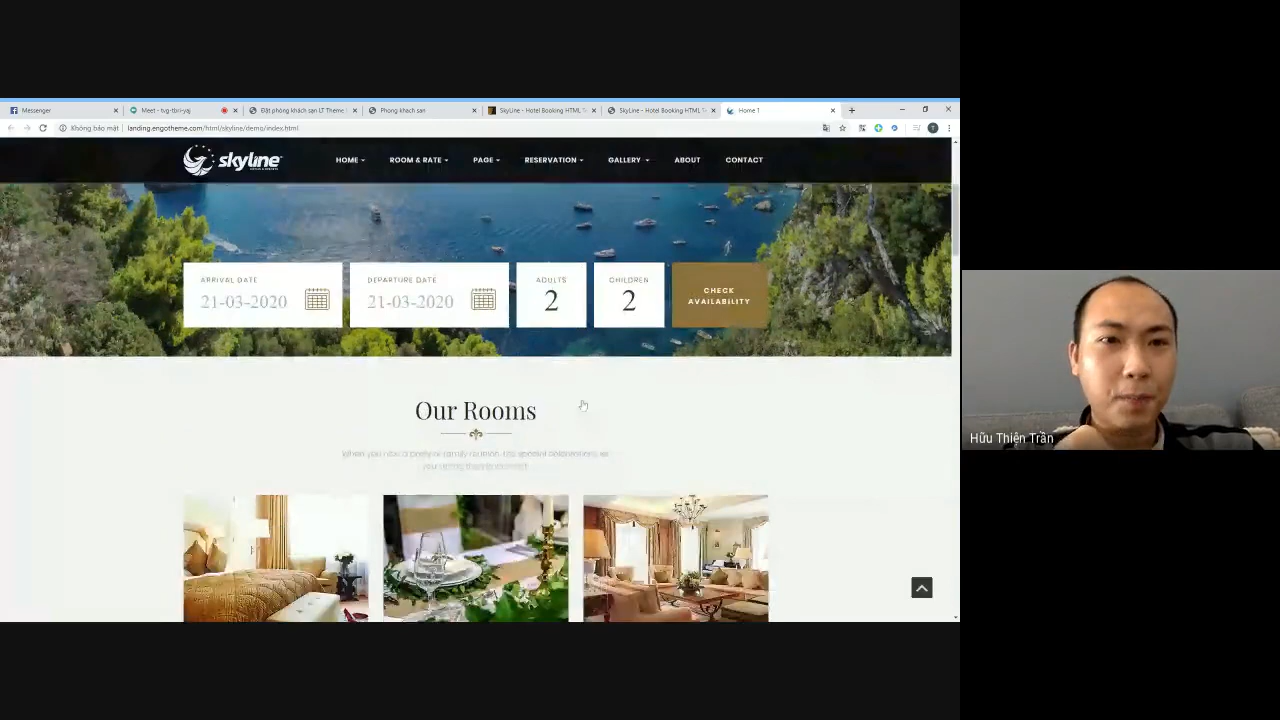 Messenger
Meet - tvg-tbri-yaj
Đặt phòng khách sạn LT Theme
Phong khach san
SkyLine - Hotel Booking HTML
SkyLine - Hotel Booking HTML
Home 1
Không bảo mật
landing.engotheme.com/html/skyline/demo/index.html
skyline
HOME
ROOM & RATE
PAGE
RESERVATION
GALLERY
ABOUT
CONTACT
ARRIVAL DATE
21-03-2020
DEPARTURE DATE
21-03-2020
ADULTS
2
CHILDREN
2
CHECK
AVAILABILITY
Our Rooms
Hữu Thiện Trần